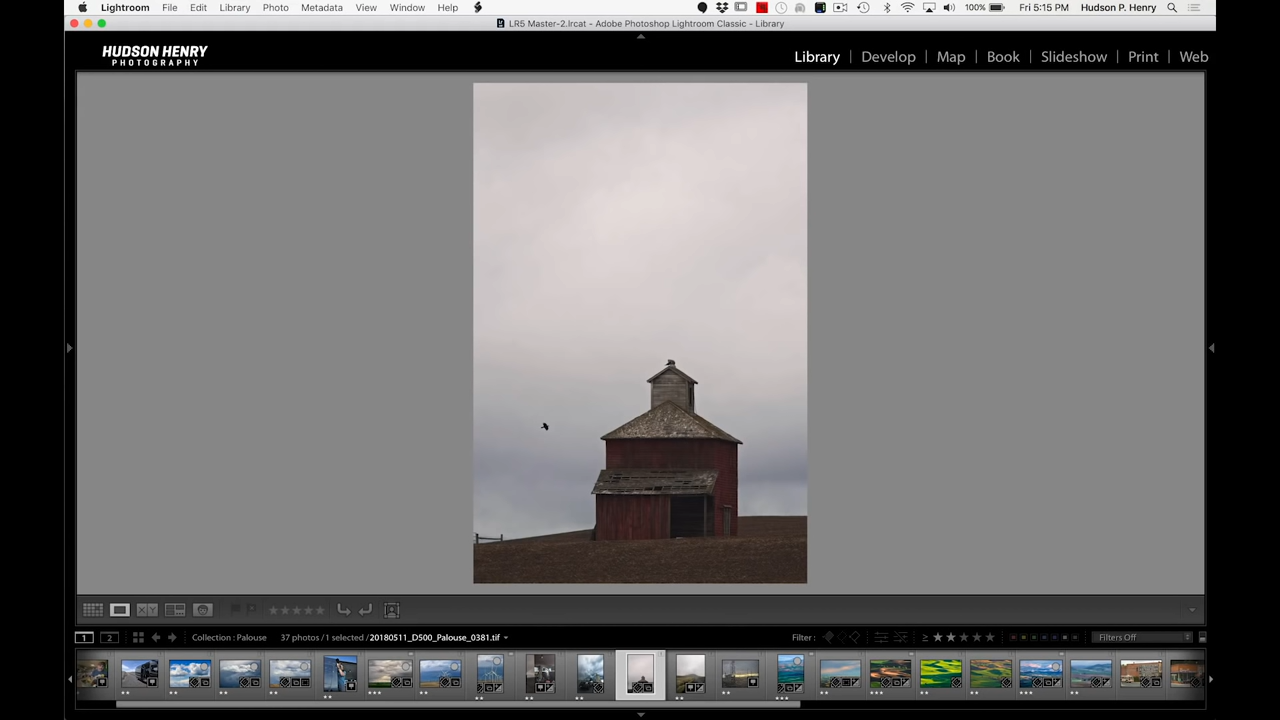 Lightroom File Edit Library Photo Metadata View Window Help 100% Fri 5:15 PM Hudson P. Henry
LR5 Master-2.lrcat - Adobe Photoshop Lightroom Classic - Library
HUDSON HENRY
PHOTOGRAPHY
Library | Develop | Map | Book | Slideshow | Print | Web
X Y
1 2 Collection : Palouse 37 photos / 1 selected / 20180511_D500_Palouse_0381.tif Filter : Filters Off